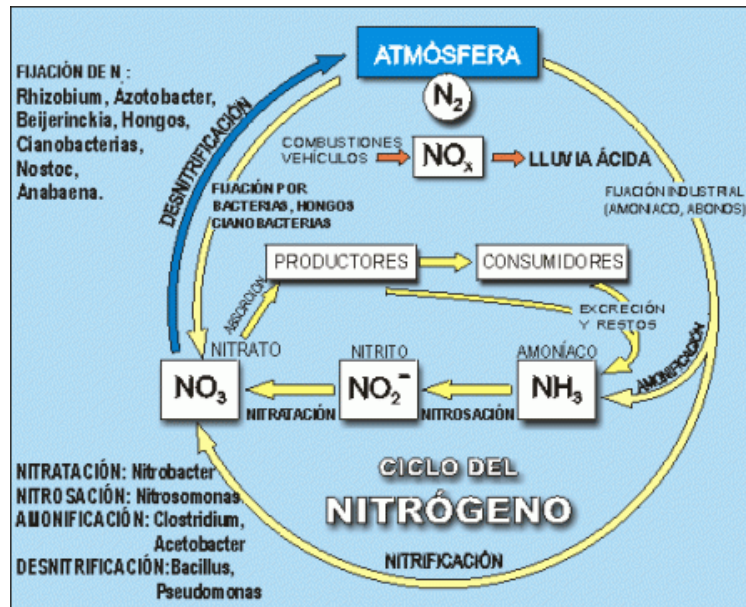 FIJACIÓN DE N :
Rhizobium, Azotobacter,
Beijerinckia, Hongos,
Cianobacterias,
Nostoc,
Anabaena.
DESNITRIFICACIÓN
ATMÓSFERA
N2
COMBUSTIONES
VEHÍCULOS
NOx
LLUVIA ÁCIDA
FIJACIÓN POR
BACTERIAS, HONGOS
CIANOBACTERIAS
FIJACIÓN INDUSTRIAL
(AMONIACO, ABONOS)
PRODUCTORES
CONSUMIDORES
ABSORCIÓN
EXCRECIÓN
Y RESTOS
AMONIFICACIÓN
NITRATO
NO3
NITRITO
NO2−
AMONÍACO
NH3
NITRATACIÓN
NITROSACIÓN
CICLO DEL
NITRÓGENO
NITRIFICACIÓN
NITRATACIÓN: Nitrobacter
NITROSACIÓN: Nitrosomonas.
AMONIFICACIÓN: Clostridium,
Acetobacter
DESNITRIFICACIÓN:Bacillus,
Pseudomonas